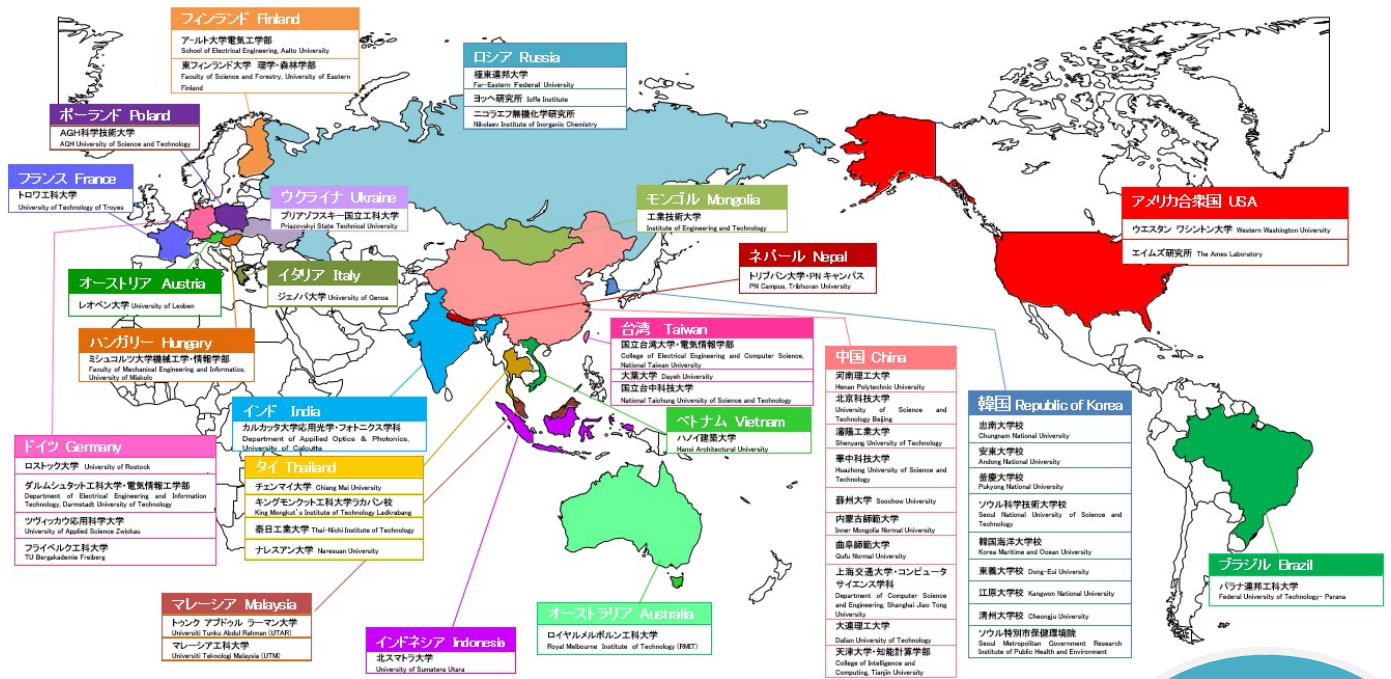 フィンランド Finland
アールト大学電気工学部
School of Electrical Engineering, Aalto University
東フィンランド大学 理学・森林学部
Faculty of Science and Forestry, University of Eastern
Finland
ロシア Russia
極東連邦大学
Far-Eastern Federal University
ヨッヘ研究所 Ioffe Institute
ニコラエフ無機化学研究所
Nikolaev Institute of Inorganic Chemistry
ポーランド Poland
AGH科学技術大学
AGH University of Science and Technology
フランス France
トロワ工科大学
University of Technology of Troyes
ウクライナ Ukraine
プリアゾフスキー国立工科大学
Priazovskyi State Technical University
モンゴル Mongolia
工業技術大学
Institute of Engineering and Technology
アメリカ合衆国 USA
ウエスタン ワシントン大学 Western Washington University
エイムズ研究所 The Ames Laboratory
オーストリア Austria
レオベン大学 University of Leoben
イタリア Italy
ジェノバ大学 University of Genoa
ネパール Nepal
トリブバン大学・PN キャンパス
PN Campus, Tribhuvan University
ハンガリー Hungary
ミシュコルツ大学機械工学・情報学部
Faculty of Mechanical Engineering and Informatics,
University of Miskolc
台湾 Taiwan
国立台湾大学・電気情報学部
College of Electrical Engineering and Computer Science,
National Taiwan University
大葉大学 Dayeh University
国立台中科技大学
National Taichung University of Science and Technology
インド India
カルカッタ大学応用光学・フォトニクス学科
Department of Applied Optics & Photonics,
University of Calcutta
ベトナム Vietnam
ハノイ建築大学
Hanoi Architectural University
ドイツ Germany
ロストック大学 University of Rostock
ダルムシュタット工科大学・電気情報工学部
Department of Electrical Engineering and Information
Technology, Darmstadt University of Technology
ツヴィッカウ応用科学大学
University of Applied Science Zwickau
フライベルク工科大学
TU Bergakademie Freiberg
タイ Thailand
チェンマイ大学 Chiang Mai University
キングモンクット工科大学ラカバン校
King Mongkut's Institute of Technology Ladkrabang
泰日工業大学 Thai-Nichi Institute of Technology
ナレスアン大学 Naresuan University
中国 China
河南理工大学
Henan Polytechnic University
北京科技大学
University of Science and
Technology Beijing
瀋陽工業大学
Shenyang University of Technology
華中科技大学
Huazhong University of Science and
Technology
蘇州大学 Soochow University
内蒙古師範大学
Inner Mongolia Normal University
曲阜師範大学
Qufu Normal University
上海交通大学・コンピュータ
サイエンス学科
Department of Computer Science
and Engineering, Shanghai Jiao Tong
University
大連理工大学
Dalian University of Technology
天津大学・知能計算学部
College of Intelligence and
Computing, Tianjin University
韓国 Republic of Korea
忠南大学校
Chungnam National University
安東大学校
Andong National University
釜慶大学校
Pukyong National University
ソウル科学技術大学校
Seoul National University of Science and
Technology
韓国海洋大学校
Korea Maritime and Ocean University
東義大学校 Dong-Eui University
江原大学校 Kangwon National University
清州大学校 Cheongju University
ソウル特別市保健環境院
Seoul Metropolitan Government Research
Institute of Public Health and Environment
ブラジル Brazil
パラナ連邦工科大学
Federal University of Technology- Parana
マレーシア Malaysia
トゥンク アブドゥル ラーマン大学
Universiti Tunku Abdul Rahman (UTAR)
マレーシア工科大学
Universiti Teknologi Malaysia (UTM)
インドネシア Indonesia
北スマトラ大学
University of Sumatera Utara
オーストラリア Australia
ロイヤルメルボルン工科大学
Royal Melbourne Institute of Technology (RMIT)